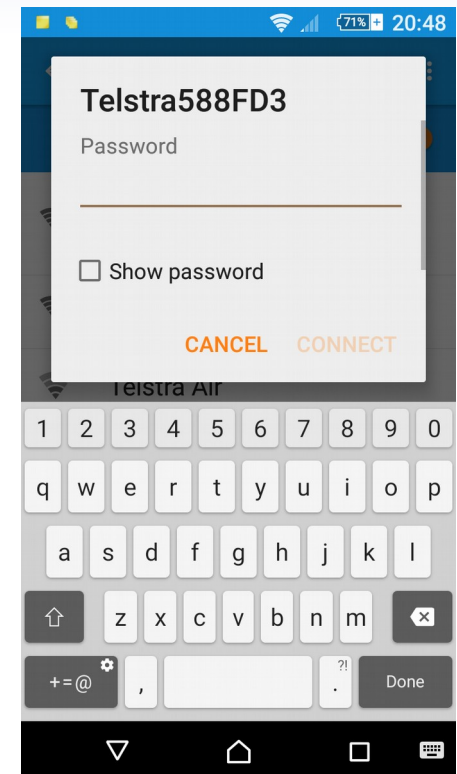 71% 20:48
Telstra588FD3
Password
Show password
CANCEL CONNECT
Telstra Air
1 2 3 4 5 6 7 8 9 0
q w e r t y u i o p
a s d f g h j k l
z x c v b n m
+=@ , ?! . Done